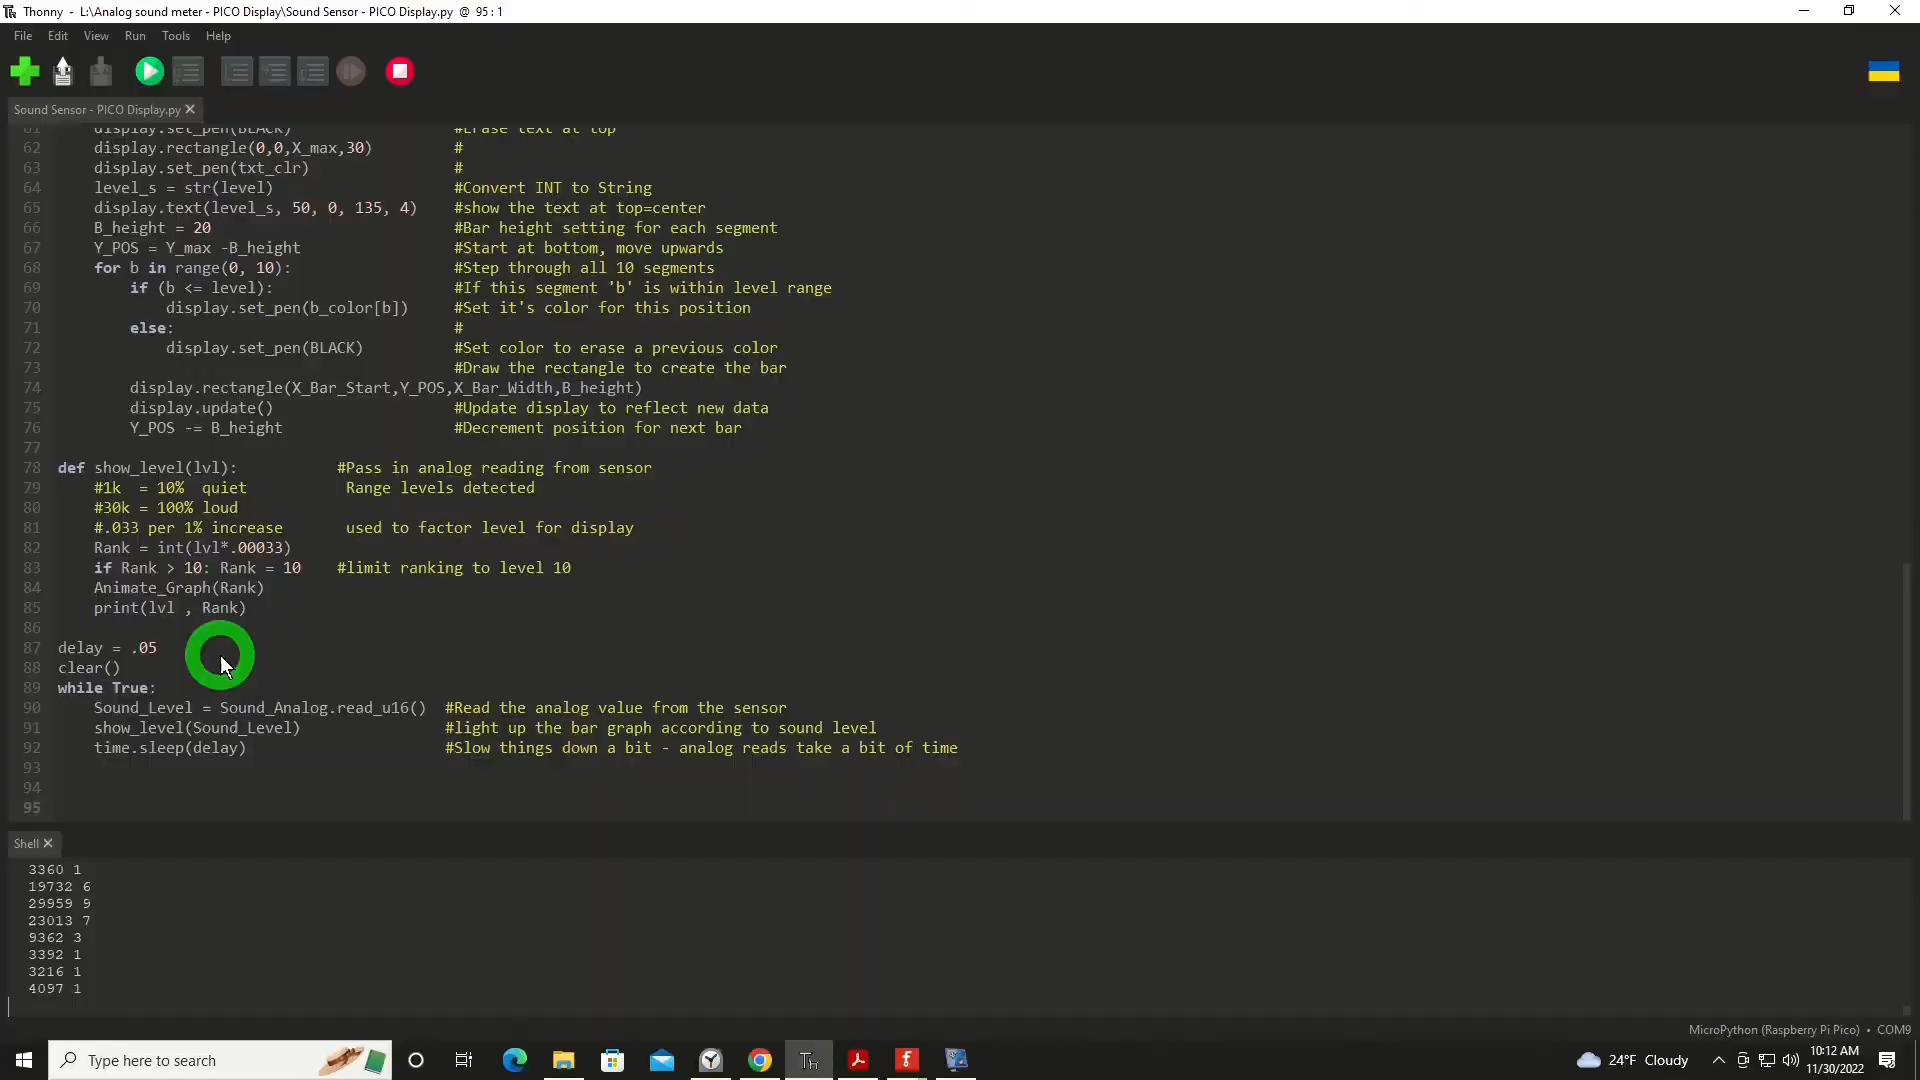 Thonny - L:\Analog sound meter - PICO Display\Sound Sensor - PICO Display.py @ 95 : 1
File Edit View Run Tools Help
Sound Sensor - PICO Display.py
61 display.set_pen(BLACK) #Erase text at top
62 display.rectangle(0,0,X_max,30) #
63 display.set_pen(txt_clr) #
64 level_s = str(level) #Convert INT to String
65 display.text(level_s, 50, 0, 135, 4) #show the text at top=center
66 B_height = 20 #Bar height setting for each segment
67 Y_POS = Y_max -B_height #Start at bottom, move upwards
68 for b in range(0, 10): #Step through all 10 segments
69 if (b <= level): #If this segment 'b' is within level range
70 display.set_pen(b_color[b]) #Set it's color for this position
71 else: #
72 display.set_pen(BLACK) #Set color to erase a previous color
73 #Draw the rectangle to create the bar
74 display.rectangle(X_Bar_Start,Y_POS,X_Bar_Width,B_height)
75 display.update() #Update display to reflect new data
76 Y_POS -= B_height #Decrement position for next bar
77
78 def show_level(lvl): #Pass in analog reading from sensor
79 #1k = 10% quiet Range levels detected
80 #30k = 100% loud
81 #.033 per 1% increase used to factor level for display
82 Rank = int(lvl*.00033)
83 if Rank > 10: Rank = 10 #limit ranking to level 10
84 Animate_Graph(Rank)
85 print(lvl , Rank)
86
87 delay = .05
88 clear()
89 while True:
90 Sound_Level = Sound_Analog.read_u16() #Read the analog value from the sensor
91 show_level(Sound_Level) #light up the bar graph according to sound level
92 time.sleep(delay) #Slow things down a bit - analog reads take a bit of time
93
94
95
Shell
3360 1
19732 6
29959 9
23013 7
9362 3
3392 1
3216 1
4097 1
MicroPython (Raspberry Pi Pico) • COM9
Type here to search
Th
24°F Cloudy
10:12 AM
11/30/2022